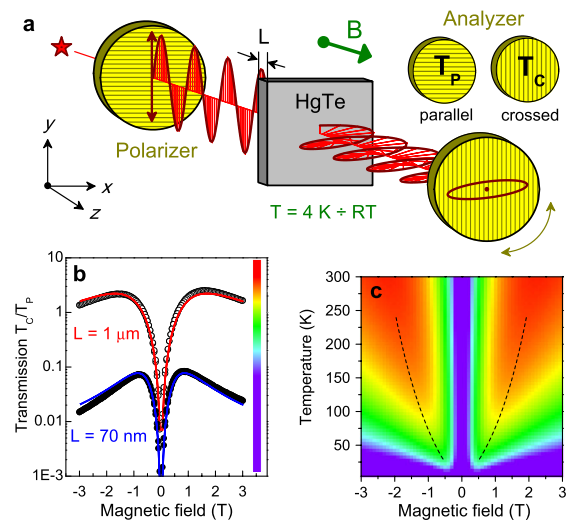 a
L
B
Analyzer
T_P
T_C
HgTe
parallel
crossed
Polarizer
y
x
z
T = 4 K ÷ RT
b
Transmission T_C/T_P
10
1
0.1
0.01
1E-3
L = 1 μm
L = 70 nm
-3 -2 -1 0 1 2 3
Magnetic field (T)
c
Temperature (K)
300
250
200
150
100
50
-3 -2 -1 0 1 2 3
Magnetic field (T)